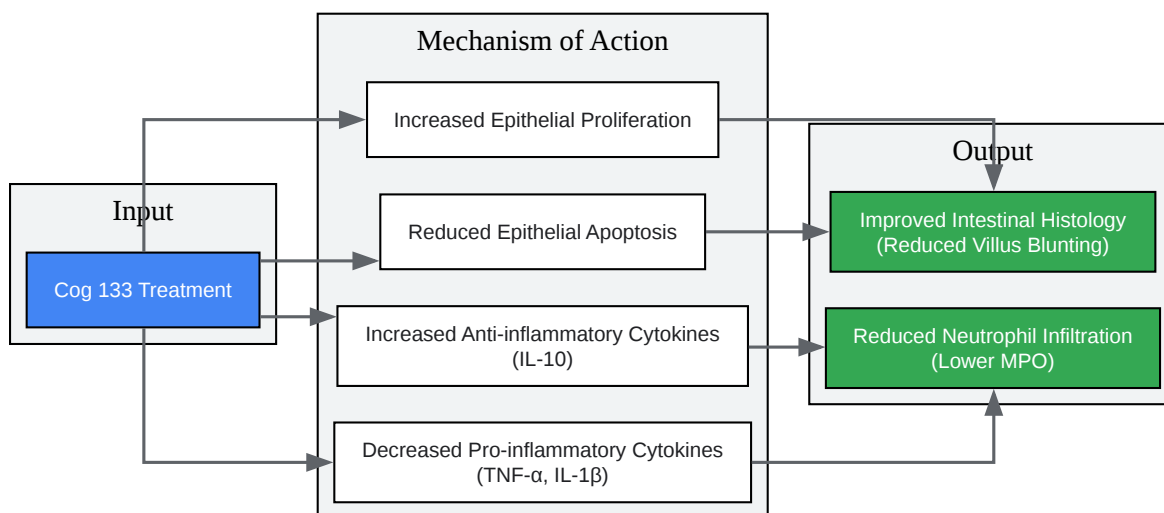 Mechanism of Action
Increased Epithelial Proliferation
Input
Output
Reduced Epithelial Apoptosis
Improved Intestinal Histology
(Reduced Villus Blunting)
Cog 133 Treatment
Increased Anti-inflammatory Cytokines
(IL-10)
Reduced Neutrophil Infiltration
(Lower MPO)
Decreased Pro-inflammatory Cytokines
(TNF-α, IL-1β)